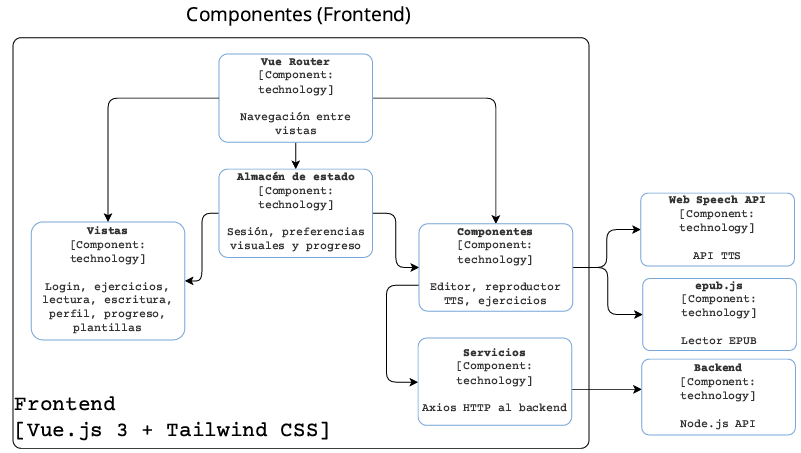 Componentes (Frontend)
Vue Router
[Component:
technology]
Navegación entre
vistas
Almacén de estado
[Component:
technology]
Sesión, preferencias
visuales y progreso
Vistas
[Component:
technology]
Login, ejercicios,
lectura, escritura,
perfil, progreso,
plantillas
Componentes
[Component:
technology]
Editor, reproductor
TTS, ejercicios
Web Speech API
[Component:
technology]
API TTS
epub.js
[Component:
technology]
Lector EPUB
Servicios
[Component:
technology]
Axios HTTP al backend
Backend
[Component:
technology]
Node.js API
Frontend
[Vue.js 3 + Tailwind CSS]